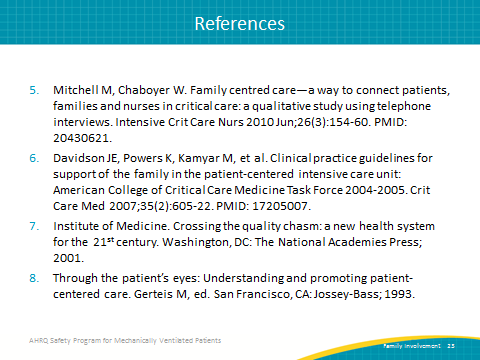 References
5. Mitchell M, Chaboyer W. Family centred care—a way to connect patients,
families and nurses in critical care: a qualitative study using telephone
interviews. Intensive Crit Care Nurs 2010 Jun;26(3):154-60. PMID:
20430621.
6. Davidson JE, Powers K, Kamyar M, et al. Clinical practice guidelines for
support of the family in the patient-centered intensive care unit:
American College of Critical Care Medicine Task Force 2004-2005. Crit
Care Med 2007;35(2):605-22. PMID: 17205007.
7. Institute of Medicine. Crossing the quality chasm: a new health system
for the 21st century. Washington, DC: The National Academies Press;
2001.
8. Through the patient’s eyes: Understanding and promoting patient-
centered care. Gerteis M, ed. San Francisco, CA: Jossey-Bass; 1993.
AHRQ Safety Program for Mechanically Ventilated Patients
Family Involvement 23